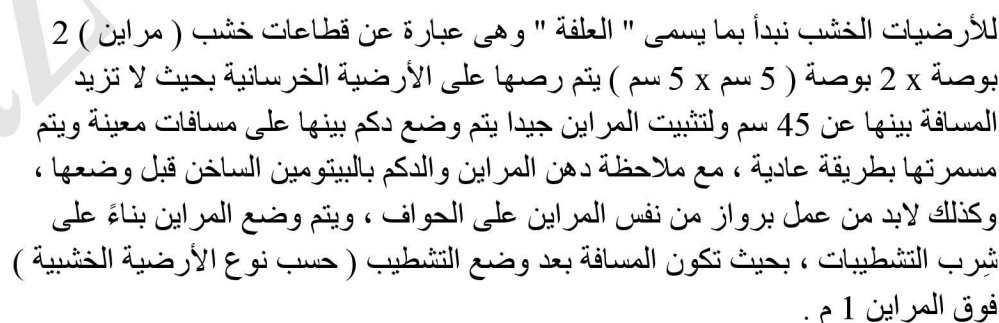 للأرضيات الخشب نبدأ بما يسمى " العلفة " وهى عبارة عن قطاعات خشب ( مراين ) 2
بوصة x 2 بوصة ( 5 سم x 5 سم ) يتم رصها على الأرضية الخرسانية بحيث لا تزيد
المسافة بينها عن 45 سم ولتثبيت المراين جيدا يتم وضع دكم بينها على مسافات معينة ويتم
مسمرتها بطريقة عادية ، مع ملاحظة دهن المراين والدكم بالبيتومين الساخن قبل وضعها ،
وكذلك لابد من عمل برواز من نفس المراين على الحواف ، ويتم وضع المراين بناءً على
شِرب التشطيبات ، بحيث تكون المسافة بعد وضع التشطيب ( حسب نوع الأرضية الخشبية )
فوق المراين 1 م .